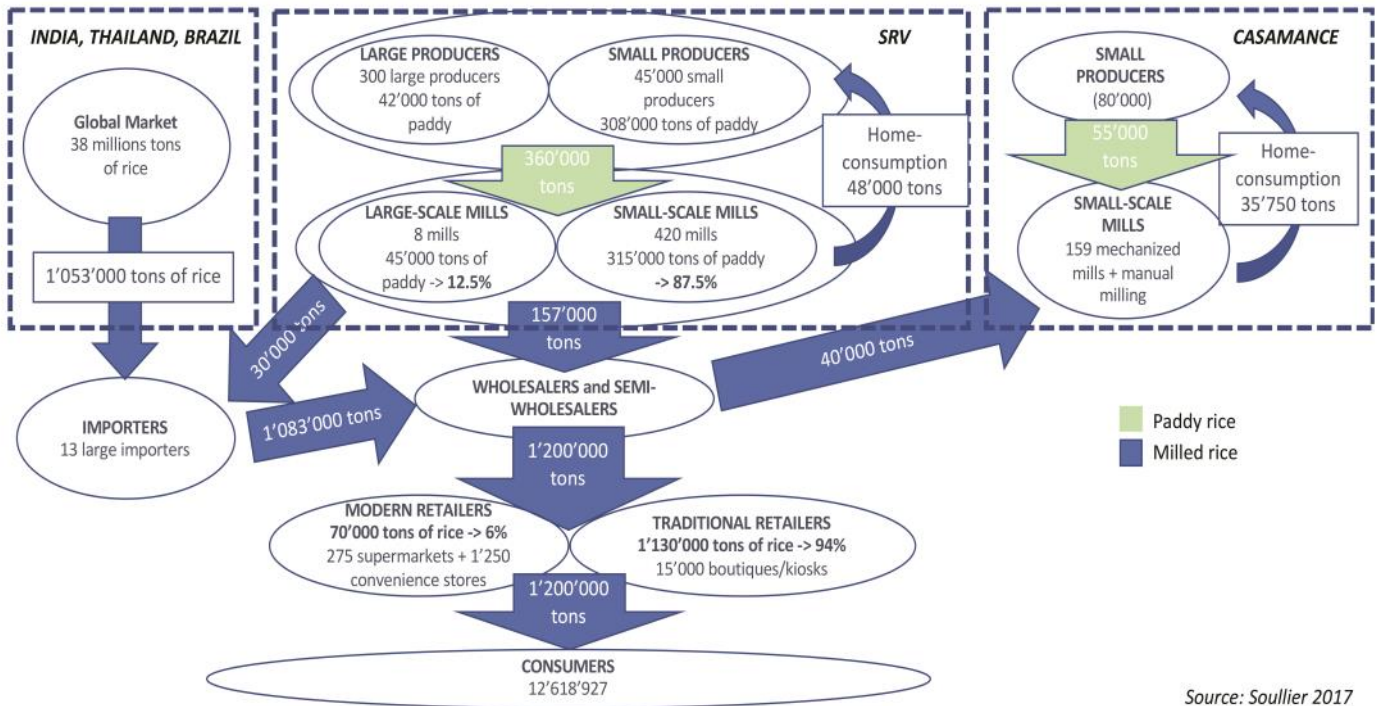 INDIA, THAILAND, BRAZIL
Global Market
38 millions tons
of rice
1'053'000 tons of rice
IMPORTERS
13 large importers
SRV
LARGE PRODUCERS
300 large producers
42'000 tons of
paddy
SMALL PRODUCERS
45'000 small
producers
308'000 tons of paddy
360'000
tons
Home-
consumption
48'000 tons
LARGE-SCALE MILLS
8 mills
45'000 tons of
paddy -> 12.5%
SMALL-SCALE MILLS
420 mills
315'000 tons of paddy
-> 87.5%
CASAMANCE
SMALL
PRODUCERS
(80'000)
55'000
tons
Home-
consumption
35'750 tons
SMALL-SCALE
MILLS
159 mechanized
mills + manual
milling
30'000 tons
157'000
tons
40'000 tons
1'083'000 tons
WHOLESALERS and SEMI-
WHOLESALERS
1'200'000
tons
MODERN RETAILERS
70'000 tons of rice -> 6%
275 supermarkets + 1'250
convenience stores
TRADITIONAL RETAILERS
1'130'000 tons of rice -> 94%
15'000 boutiques/kiosks
1'200'000
tons
CONSUMERS
12'618'927
Paddy rice
Milled rice
Source: Soullier 2017